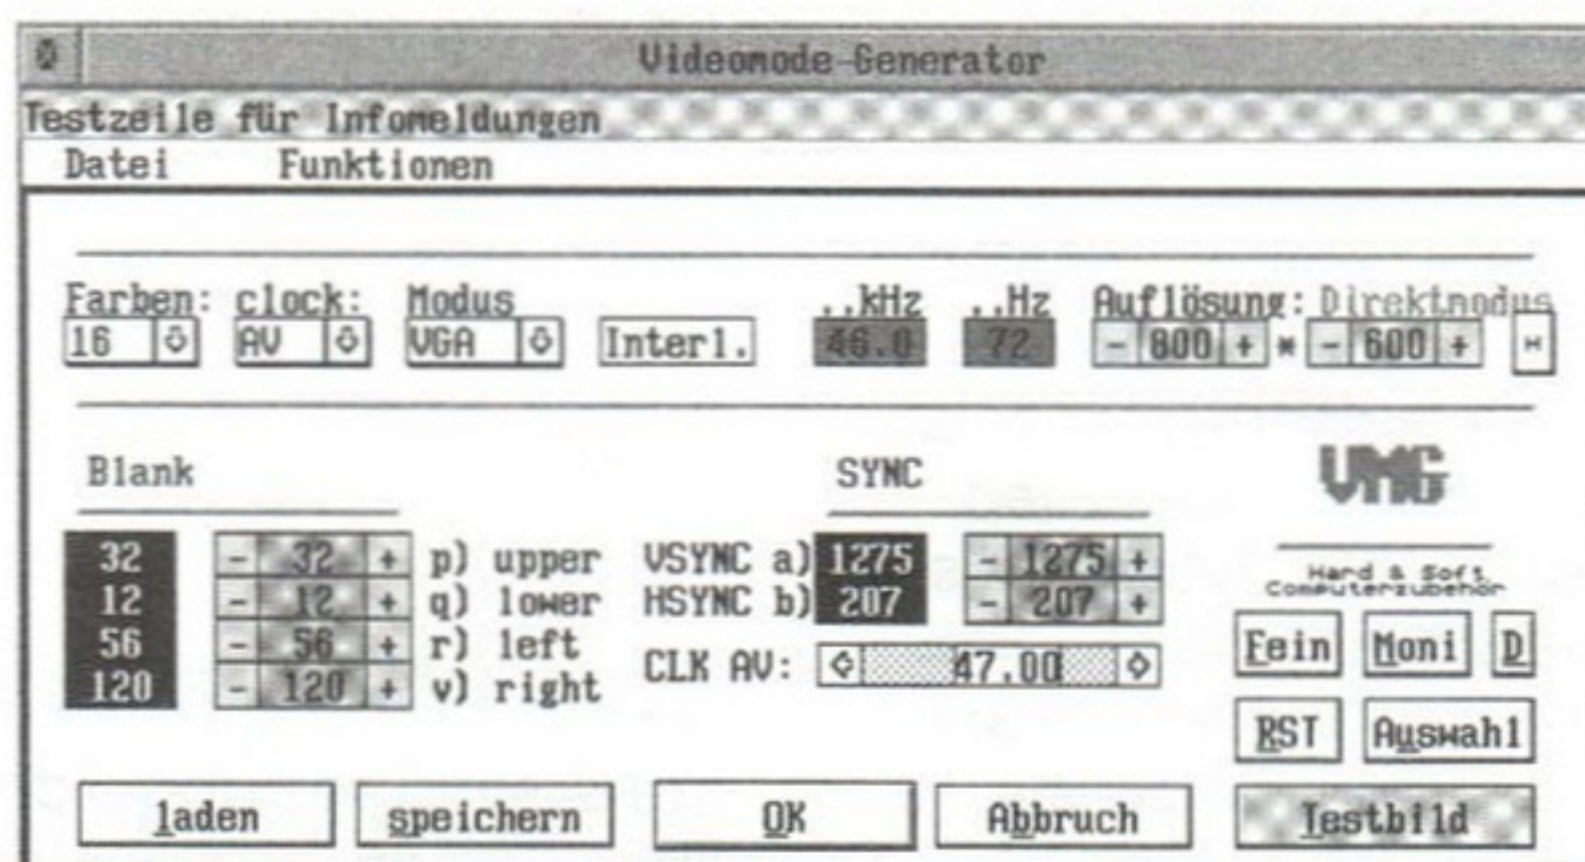 Videomode-Generator
Testzeile für Infomeldungen
Datei Funktionen
Farben: clock: Modus ..kHz ..Hz Auflösung: Direktmodus
16 AV VGA Interl. 46.0 72 - 800 + * - 600 +
Blank SYNC VMG
32 - 32 + p) upper VSYNC a) 1275 - 1275 +
12 - 12 + q) lower HSYNC b) 207 - 207 +
56 - 56 + r) left
120 - 120 + v) right
CLK AV: 47.00
Hard & Soft
Computerzubehör
Fein Moni D
RST Auswahl
laden speichern OK Abbruch Testbild